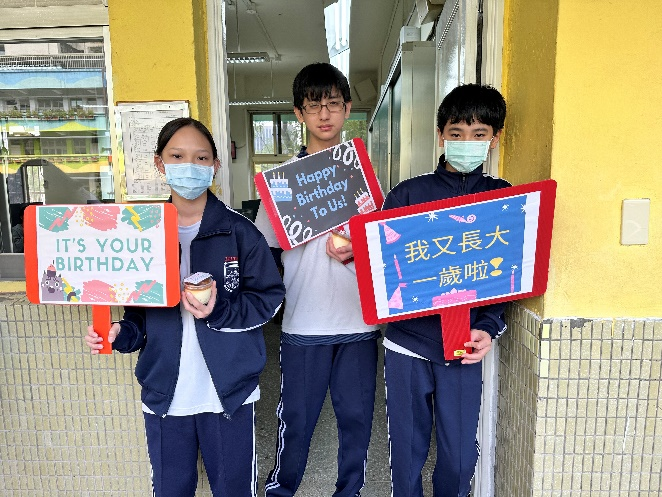 IT'S YOUR
BIRTHDAY
Happy
Birthday
To Us!
我又長大
一歲啦